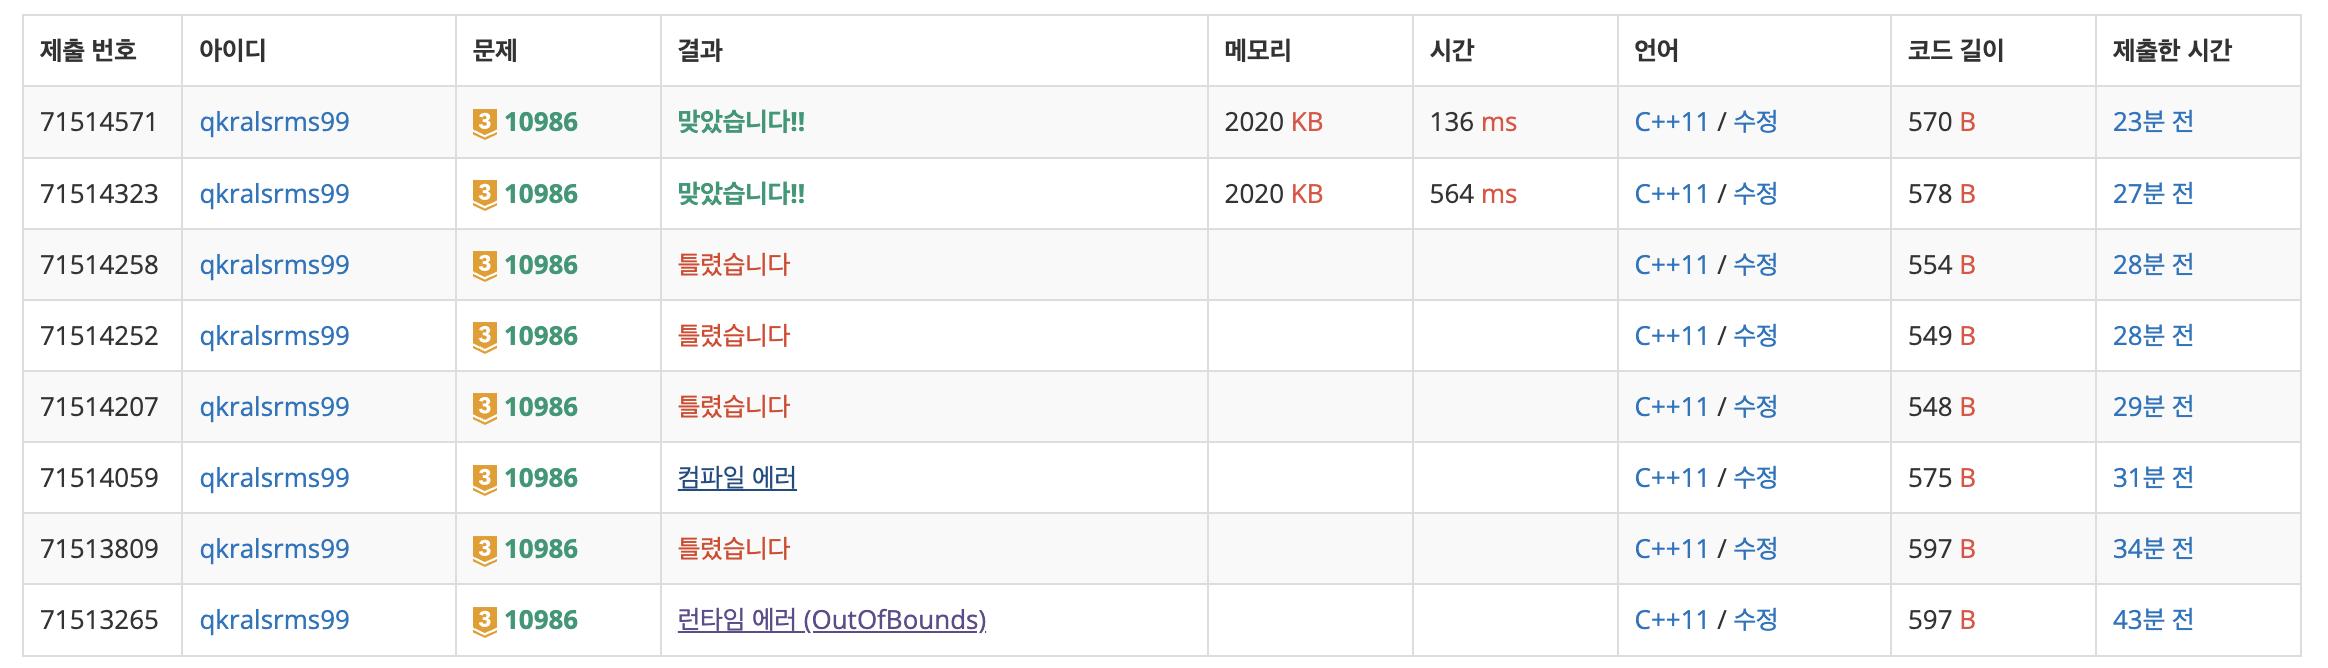 제출 번호 아이디 문제 결과 메모리 시간 언어 코드 길이 제출한 시간
71514571 qkralsrms99 3 10986 맞았습니다!! 2020 KB 136 ms C++11 / 수정 570 B 23분 전
71514323 qkralsrms99 3 10986 맞았습니다!! 2020 KB 564 ms C++11 / 수정 578 B 27분 전
71514258 qkralsrms99 3 10986 틀렸습니다 C++11 / 수정 554 B 28분 전
71514252 qkralsrms99 3 10986 틀렸습니다 C++11 / 수정 549 B 28분 전
71514207 qkralsrms99 3 10986 틀렸습니다 C++11 / 수정 548 B 29분 전
71514059 qkralsrms99 3 10986 컴파일 에러 C++11 / 수정 575 B 31분 전
71513809 qkralsrms99 3 10986 틀렸습니다 C++11 / 수정 597 B 34분 전
71513265 qkralsrms99 3 10986 런타임 에러 (OutOfBounds) C++11 / 수정 597 B 43분 전